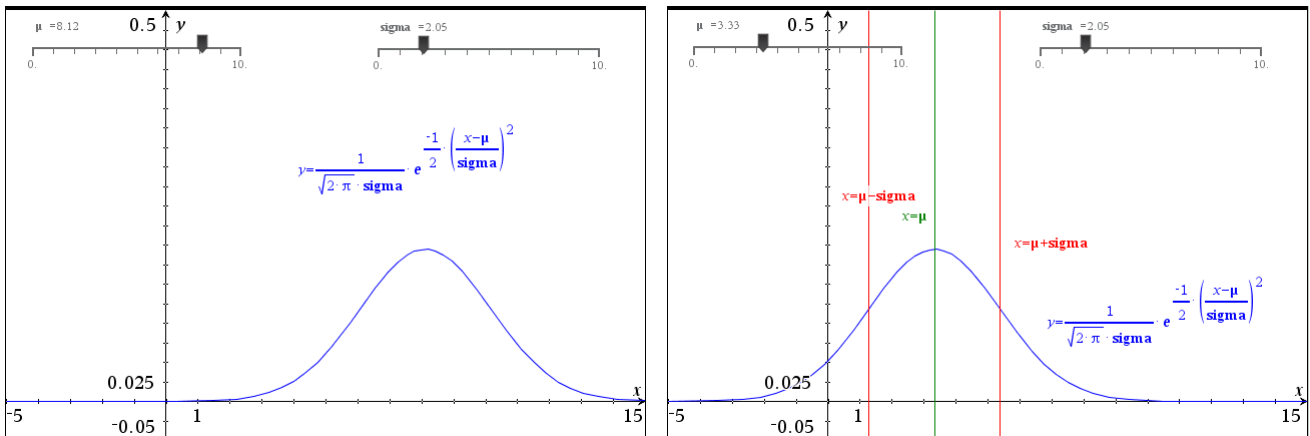 μ =8.12
0.5 y
sigma =2.05
0. 10.
0. 10.
y=1/(√(2·π)·sigma)·e^(-1/2·((x-μ)/sigma)^2)
0.025
x
-5
1
15
-0.05
μ =3.33
0.5 y
sigma =2.05
0. 10.
0. 10.
x=μ-sigma
x=μ
x=μ+sigma
y=1/(√(2·π)·sigma)·e^(-1/2·((x-μ)/sigma)^2)
0.025
x
-5
1
15
-0.05